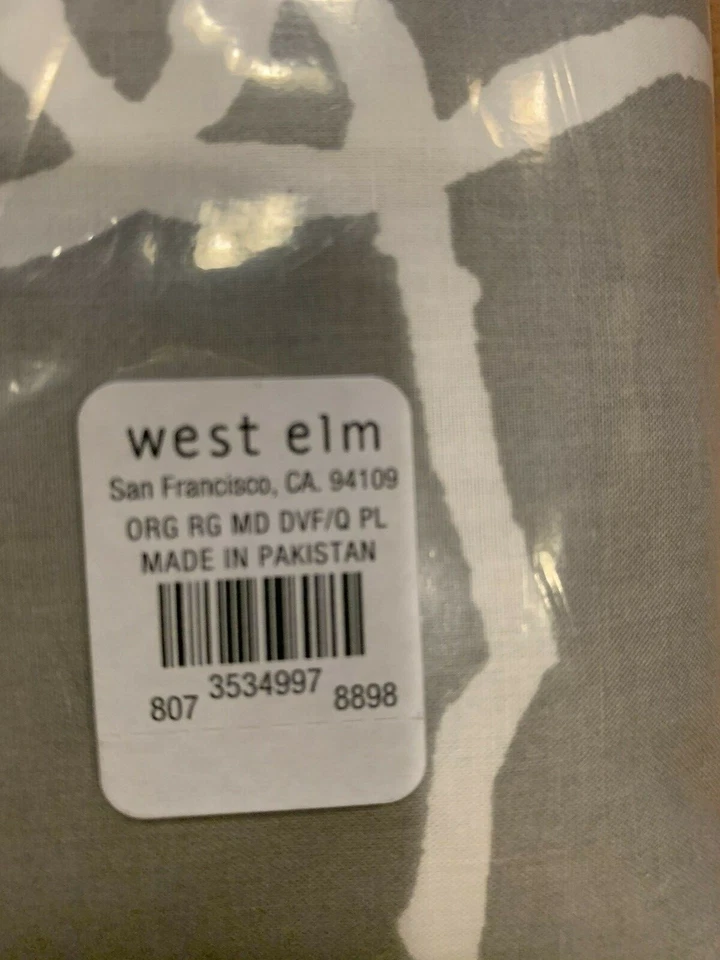 west elm
San Francisco, CA. 94109
ORG RG MD DVF/Q PL
MADE IN PAKISTAN
3534997
807 8898